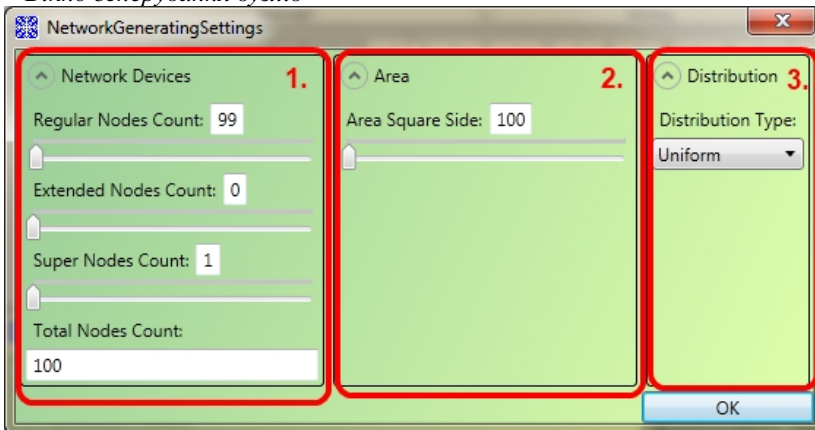 NetworkGeneratingSettings
Network Devices 1.
Regular Nodes Count: 99
Extended Nodes Count: 0
Super Nodes Count: 1
Total Nodes Count:
100
Area 2.
Area Square Side: 100
Distribution 3.
Distribution Type:
Uniform
OK